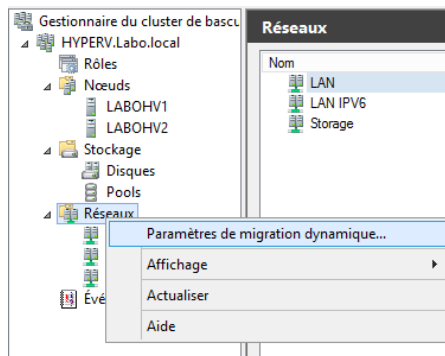 Gestionnaire du cluster de bascu
HYPERV.Labo.local
Rôles
Nœuds
LABOHV1
LABOHV2
Stockage
Disques
Pools
Réseaux
Évé
Réseaux
Nom
LAN
LAN IPV6
Storage
Paramètres de migration dynamique...
Affichage
Actualiser
Aide